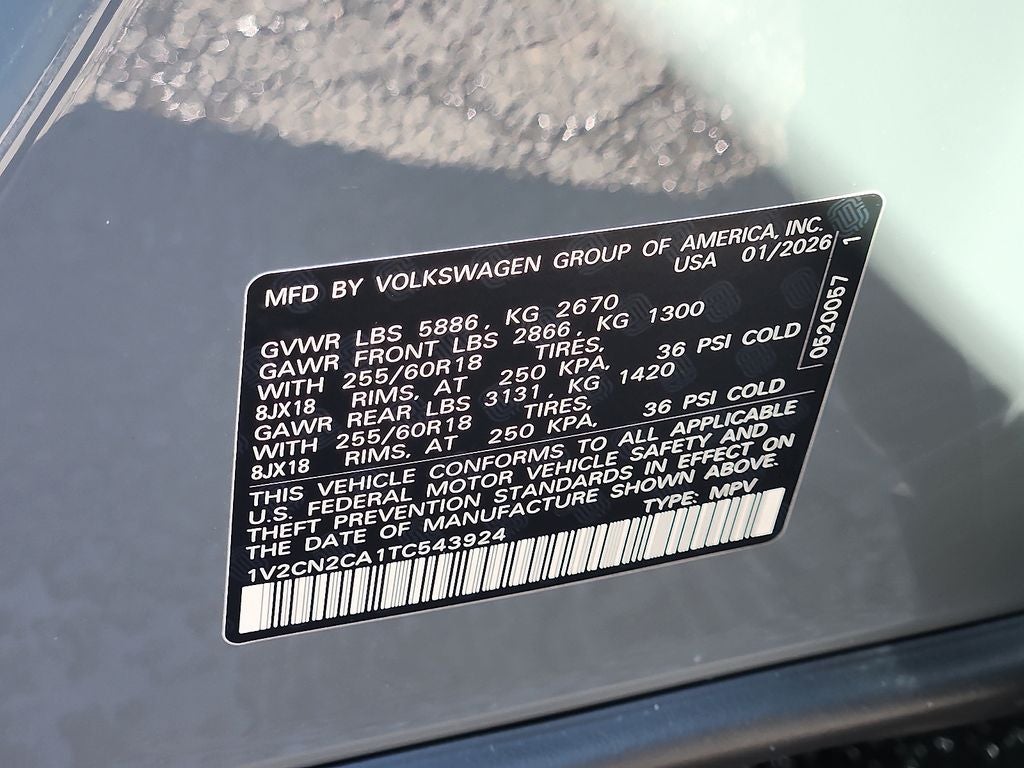 MFD BY VOLKSWAGEN GROUP OF AMERICA, INC.
USA 01/2026
GVWR LBS 5886, KG 2670
GAWR FRONT LBS 2866, KG 1300
WITH 255/60R18 TIRES,
8JX18 RIMS, AT 250 KPA, 36 PSI COLD
GAWR REAR LBS 3131, KG 1420
WITH 255/60R18 TIRES,
8JX18 RIMS, AT 250 KPA, 36 PSI COLD
THIS VEHICLE CONFORMS TO ALL APPLICABLE
U.S. FEDERAL MOTOR VEHICLE SAFETY AND
THEFT PREVENTION STANDARDS IN EFFECT ON
THE DATE OF MANUFACTURE SHOWN ABOVE.
1V2CN2CA1TC543924 TYPE: MPV
0520057 1